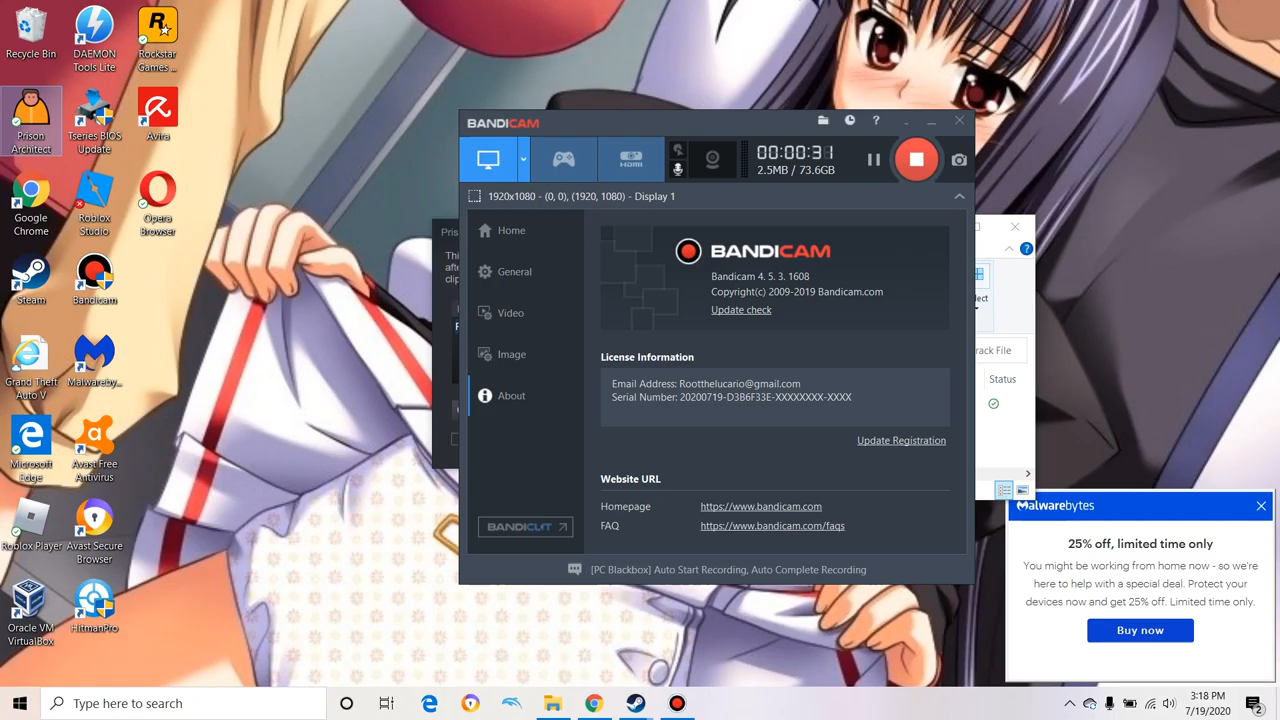 Recycle Bin
DAEMON
Tools Lite
Rockstar
Games ...
Prison
Architect
Tseries BIOS
Update
Avira
Google
Chrome
Roblox
Studio
Opera
Browser
Steam
Bandicam
Grand Theft
Auto V
Malwareby...
Microsoft
Edge
Avast Free
Antivirus
Roblox Player
Avast Secure
Browser
Oracle VM
VirtualBox
HitmanPro
BANDICAM
HDMI
00:00:31
2.5MB / 73.6GB
1920x1080 - (0, 0), (1920, 1080) - Display 1
Home
General
Video
Image
About
BANDICUT
BANDICAM
Bandicam 4. 5. 3. 1608
Copyright(c) 2009-2019 Bandicam.com
Update check
License Information
Email Address: Rootthelucario@gmail.com
Serial Number: 20200719-D3B6F33E-XXXXXXXX-XXXX
Update Registration
Website URL
Homepage https://www.bandicam.com
FAQ https://www.bandicam.com/faqs
[PC Blackbox] Auto Start Recording, Auto Complete Recording
Pris
Thi
afte
clip
lect
rack File
Status
Malwarebytes
25% off, limited time only
You might be working from home now - so we're
here to help with a special deal. Protect your
devices now and get 25% off. Limited time only.
Buy now
Type here to search
3:18 PM
7/19/2020
2